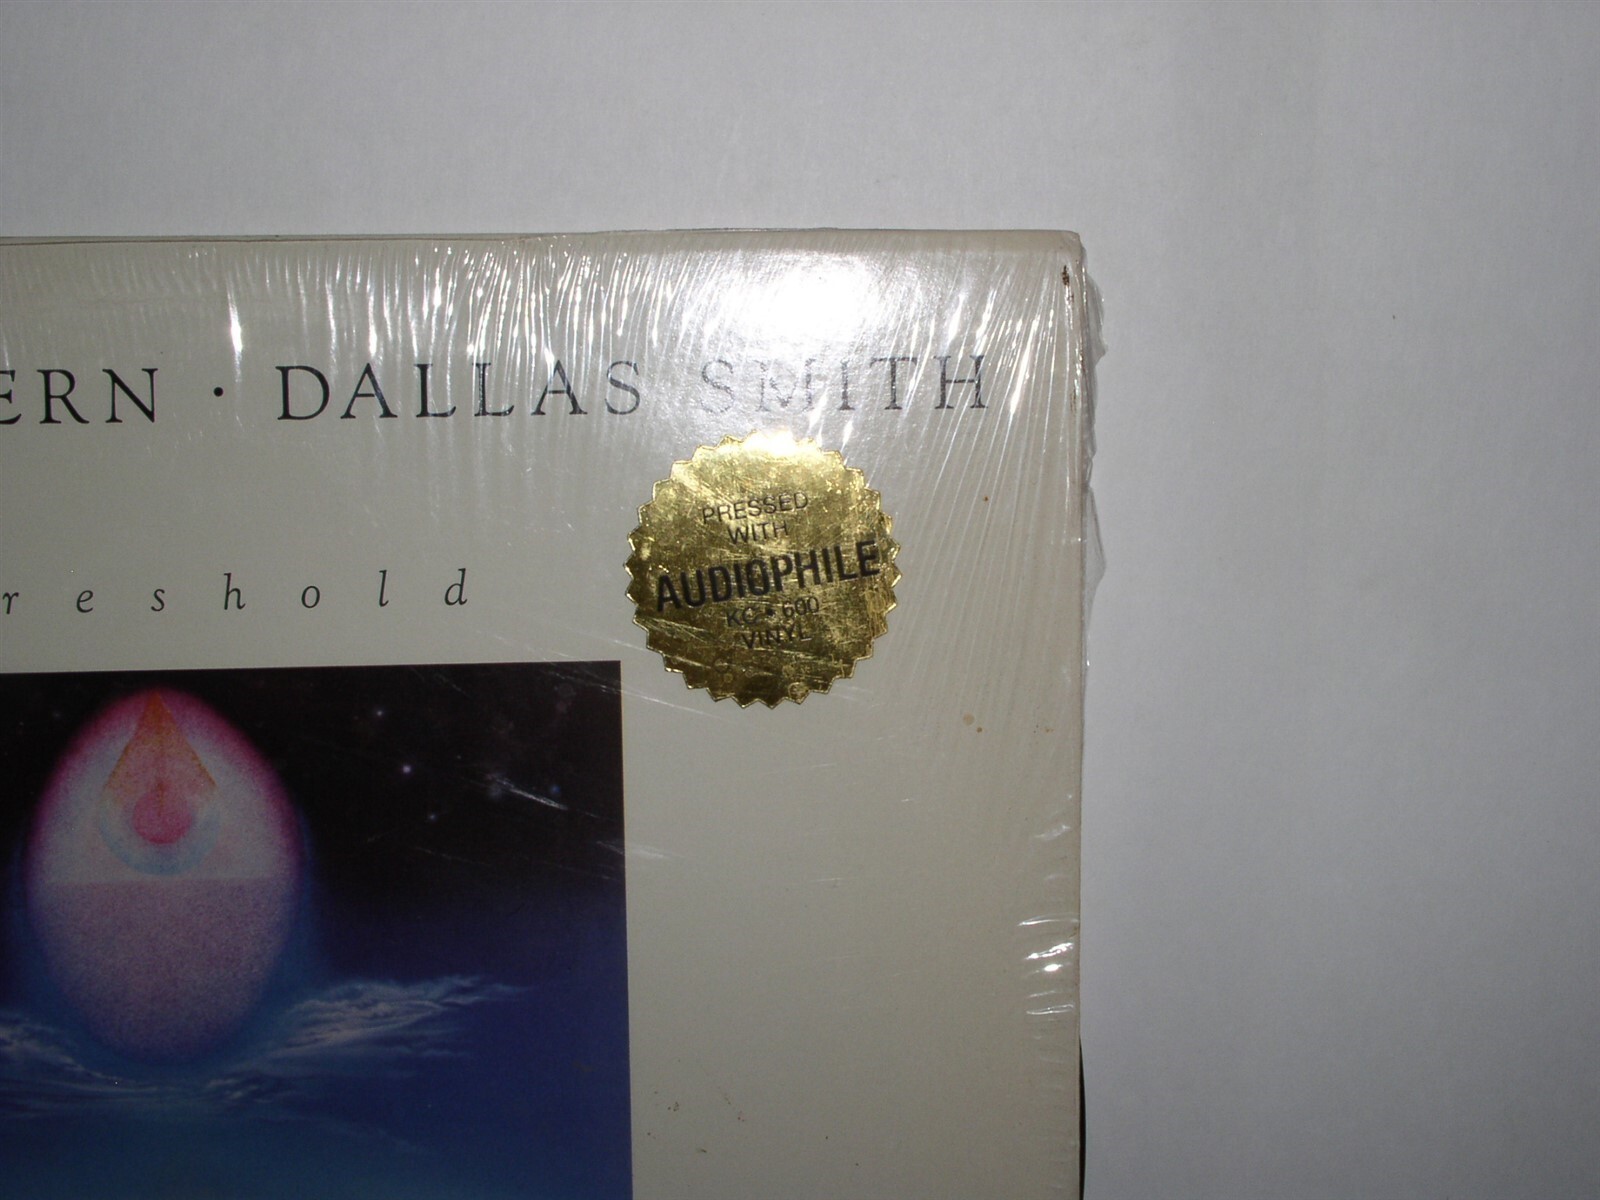 ERN · DALLAS SMITH
reshold
PRESSED
WITH
AUDIOPHILE
KC • 600
VINYL